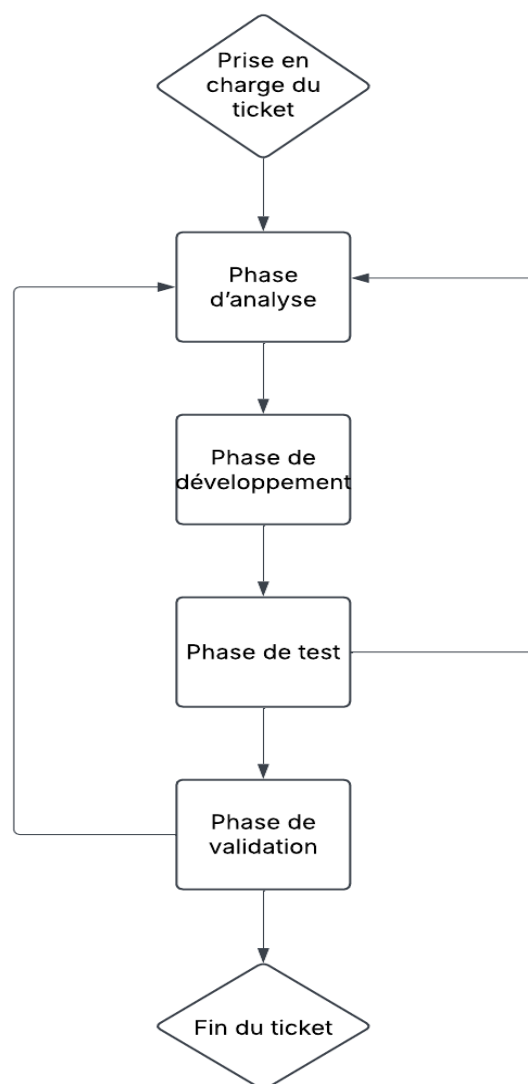 Prise en
charge du
ticket
Phase
d'analyse
Phase de
développement
Phase de test
Phase de
validation
Fin du ticket